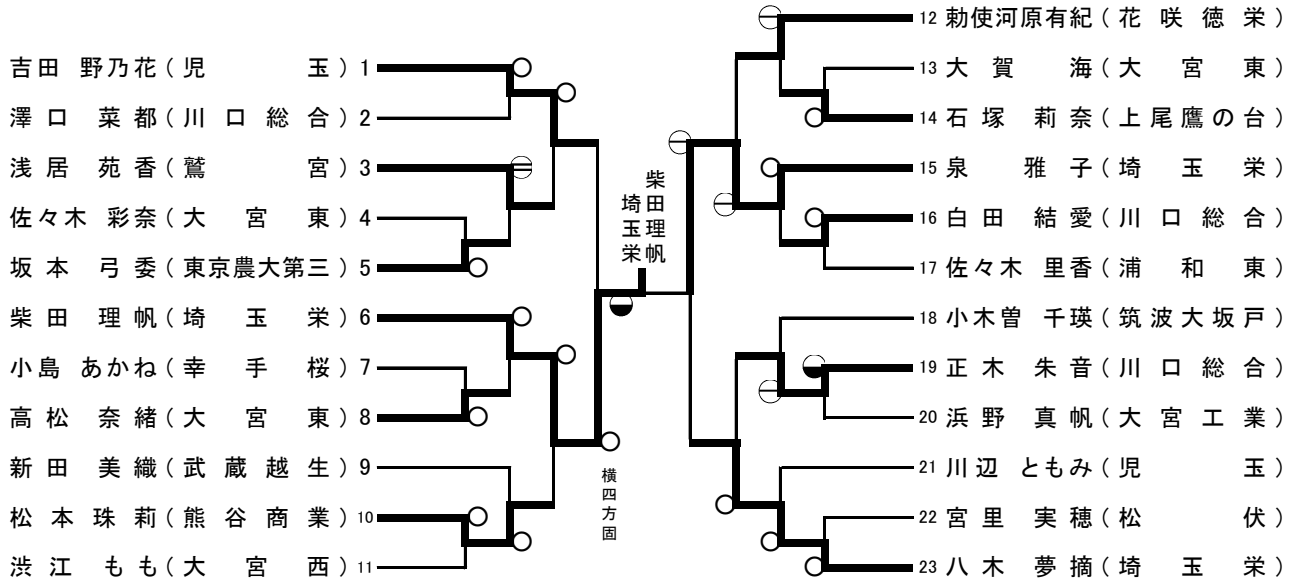 吉田 野乃花(児 玉)1
澤口 菜都(川口総合)2
浅居 苑香(鷲 宮)3
佐々木 彩奈(大宮東)4
坂本 弓委(東京農大第三)5
柴田 理帆(埼玉栄)6
小島 あかね(幸手桜)7
高松 奈緒(大宮東)8
新田 美織(武蔵越生)9
松本 珠莉(熊谷商業)10
渋江 もも(大宮西)11
横四方固
柴田理帆
埼玉栄
12 勅使河原有紀(花咲徳栄)
13 大賀 海(大宮東)
14 石塚 莉奈(上尾鷹の台)
15 泉 雅子(埼玉栄)
16 白田 結愛(川口総合)
17 佐々木 里香(浦和東)
18 小木曽 千瑛(筑波大坂戸)
19 正木 朱音(川口総合)
20 浜野 真帆(大宮工業)
21 川辺 ともみ(児 玉)
22 宮里 実穂(松 伏)
23 八木 夢摘(埼玉栄)